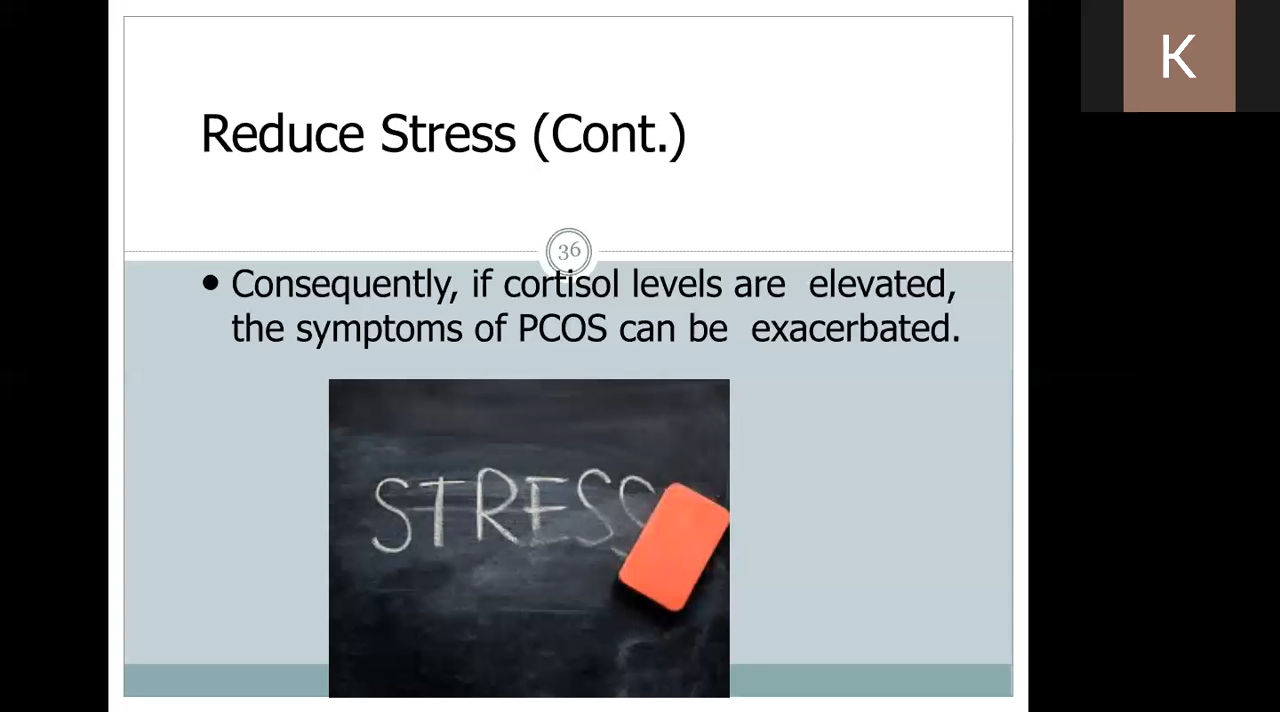 K
Reduce Stress (Cont.)
36
• Consequently, if cortisol levels are elevated,
the symptoms of PCOS can be exacerbated.
STRESS